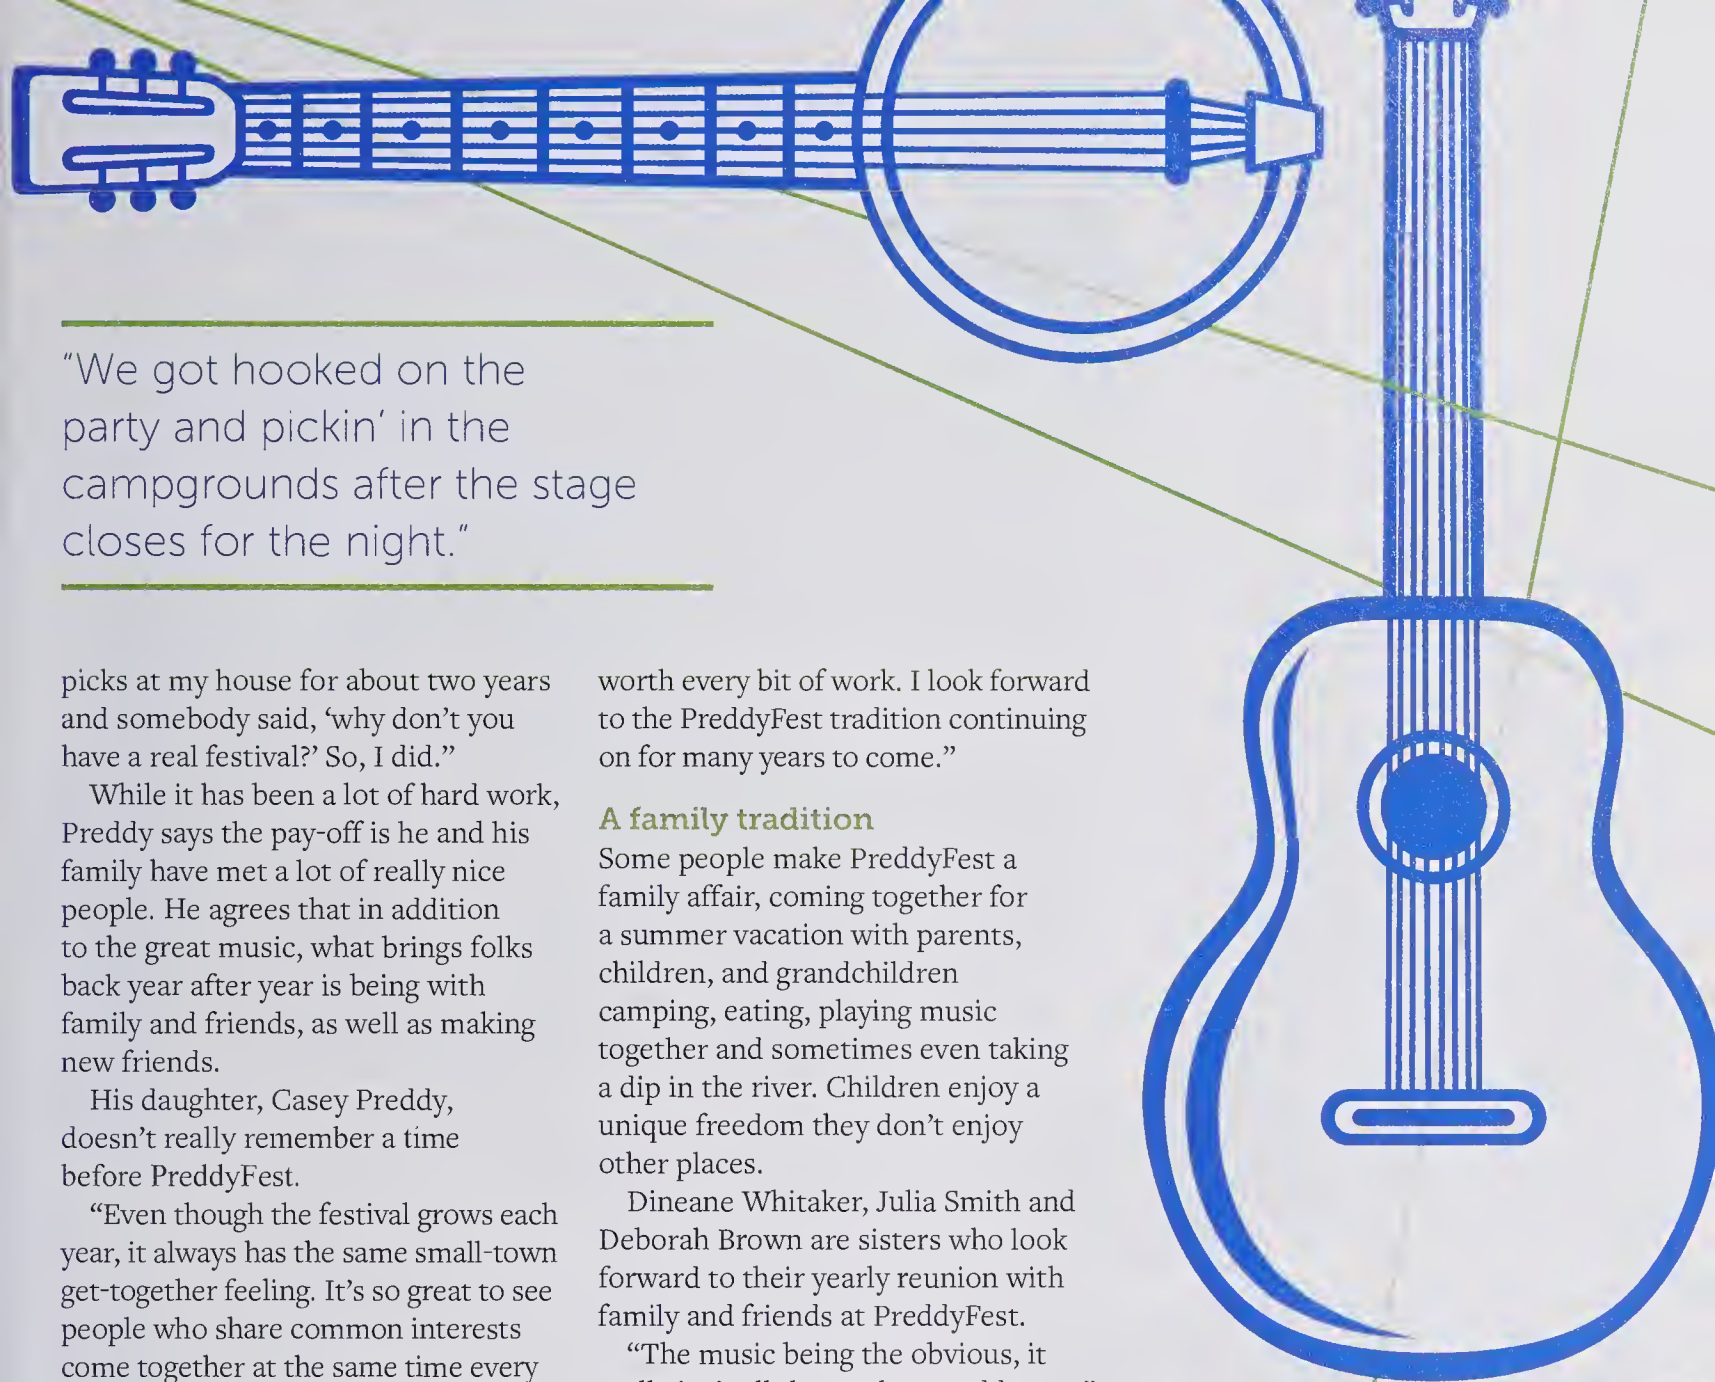 “We got hooked on the
party and pickin’ in the
campgrounds after the stage
closes for the night.”
picks at my house for about two years
and somebody said, ‘why don’t you
have a real festival?’ So, I did.”
While it has been a lot of hard work,
Preddy says the pay-off is he and his
family have met a lot of really nice
people. He agrees that in addition
to the great music, what brings folks
back year after year is being with
family and friends, as well as making
new friends.
His daughter, Casey Preddy,
doesn’t really remember a time
before PreddyFest.
“Even though the festival grows each
year, it always has the same small-town
get-together feeling. It’s so great to see
people who share common interests
come together at the same time every
worth every bit of work. I look forward
to the PreddyFest tradition continuing
on for many years to come.”
A family tradition
Some people make PreddyFest a
family affair, coming together for
a summer vacation with parents,
children, and grandchildren
camping, eating, playing music
together and sometimes even taking
a dip in the river. Children enjoy a
unique freedom they don’t enjoy
other places.
Dineane Whitaker, Julia Smith and
Deborah Brown are sisters who look
forward to their yearly reunion with
family and friends at PreddyFest.
“The music being the obvious, it